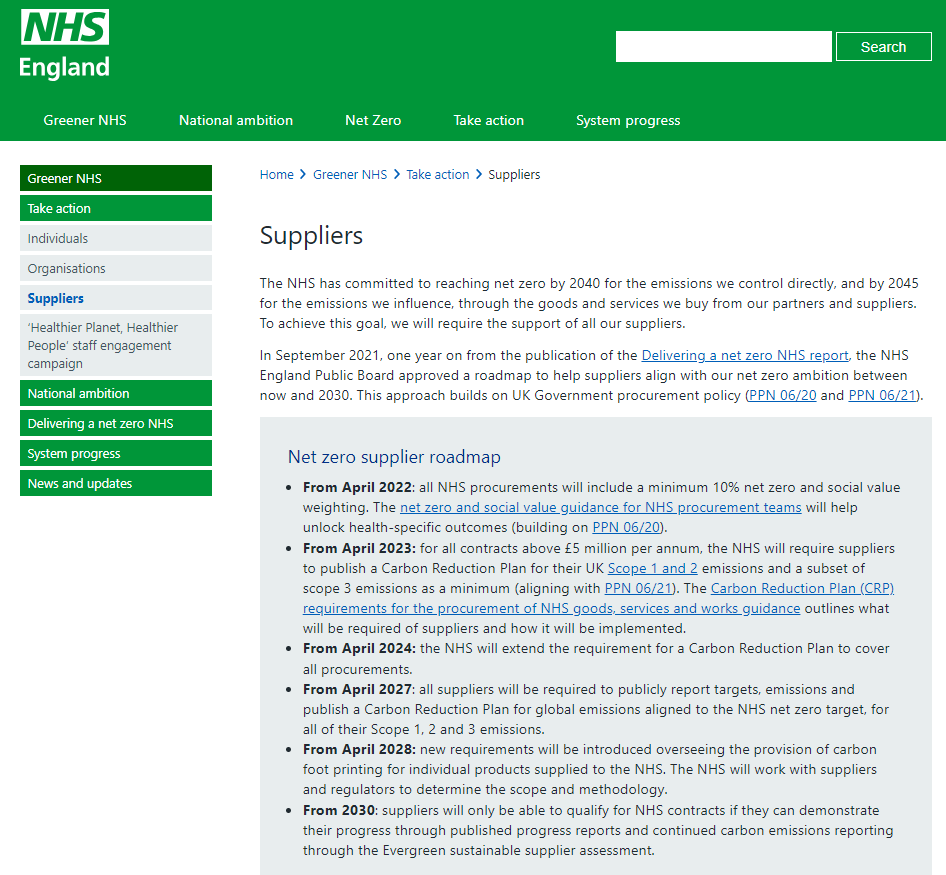 NHS
England
Search
Greener NHS
National ambition
Net Zero
Take action
System progress
Greener NHS
Take action
Individuals
Organisations
Suppliers
'Healthier Planet, Healthier
People' staff engagement
campaign
National ambition
Delivering a net zero NHS
System progress
News and updates
Home > Greener NHS > Take action > Suppliers
Suppliers
The NHS has committed to reaching net zero by 2040 for the emissions we control directly, and by 2045
for the emissions we influence, through the goods and services we buy from our partners and suppliers.
To achieve this goal, we will require the support of all our suppliers.
In September 2021, one year on from the publication of the Delivering a net zero NHS report, the NHS
England Public Board approved a roadmap to help suppliers align with our net zero ambition between
now and 2030. This approach builds on UK Government procurement policy (PPN 06/20 and PPN 06/21).
Net zero supplier roadmap
• From April 2022: all NHS procurements will include a minimum 10% net zero and social value
weighting. The net zero and social value guidance for NHS procurement teams will help
unlock health-specific outcomes (building on PPN 06/20).
• From April 2023: for all contracts above £5 million per annum, the NHS will require suppliers
to publish a Carbon Reduction Plan for their UK Scope 1 and 2 emissions and a subset of
scope 3 emissions as a minimum (aligning with PPN 06/21). The Carbon Reduction Plan (CRP)
requirements for the procurement of NHS goods, services and works guidance outlines what
will be required of suppliers and how it will be implemented.
• From April 2024: the NHS will extend the requirement for a Carbon Reduction Plan to cover
all procurements.
• From April 2027: all suppliers will be required to publicly report targets, emissions and
publish a Carbon Reduction Plan for global emissions aligned to the NHS net zero target, for
all of their Scope 1, 2 and 3 emissions.
• From April 2028: new requirements will be introduced overseeing the provision of carbon
foot printing for individual products supplied to the NHS. The NHS will work with suppliers
and regulators to determine the scope and methodology.
• From 2030: suppliers will only be able to qualify for NHS contracts if they can demonstrate
their progress through published progress reports and continued carbon emissions reporting
through the Evergreen sustainable supplier assessment.